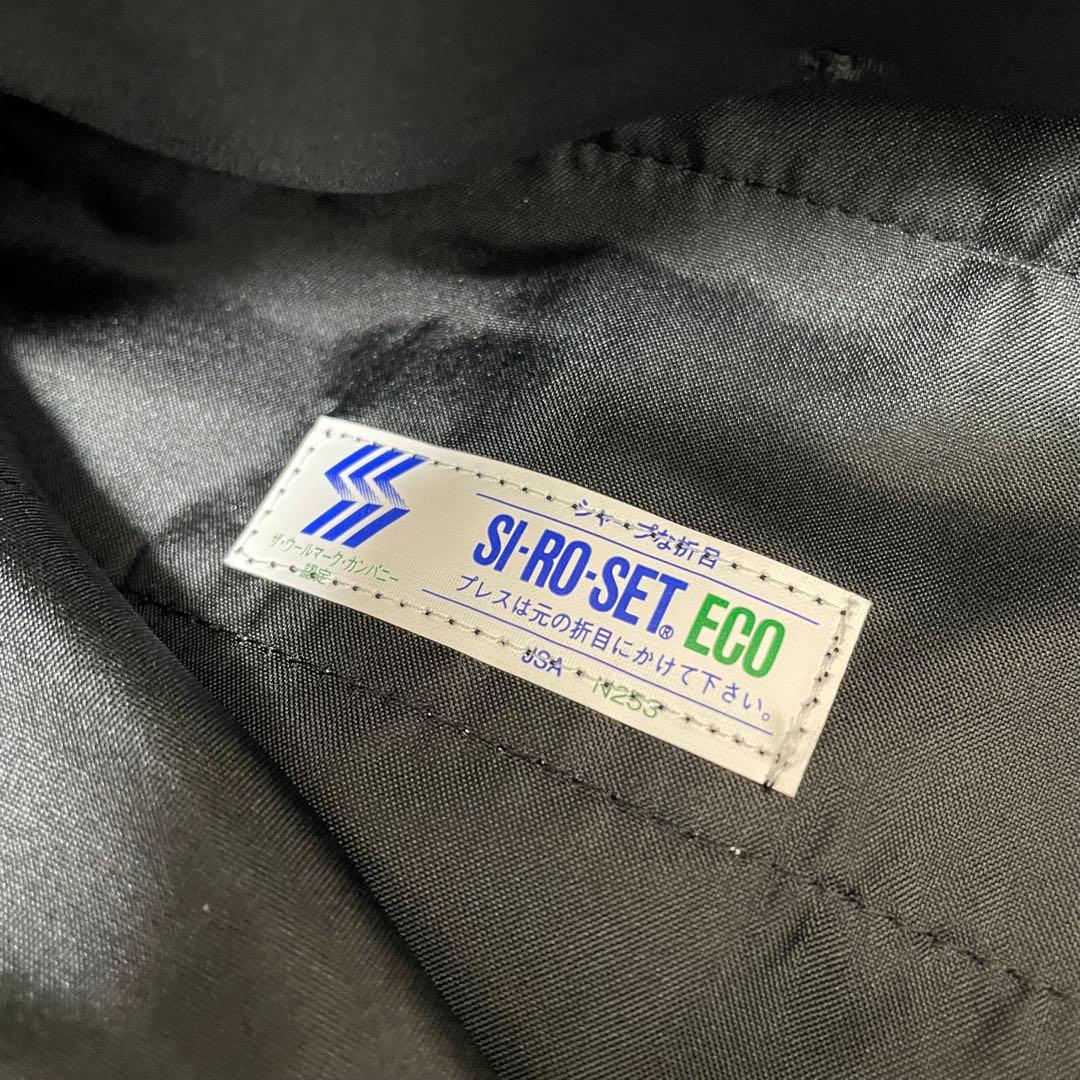 シャープな折目
SI-RO-SET® ECO
プレスは元の折目にかけて下さい。
JSA N253
ザ・ウールマーク・カンパニー
認定